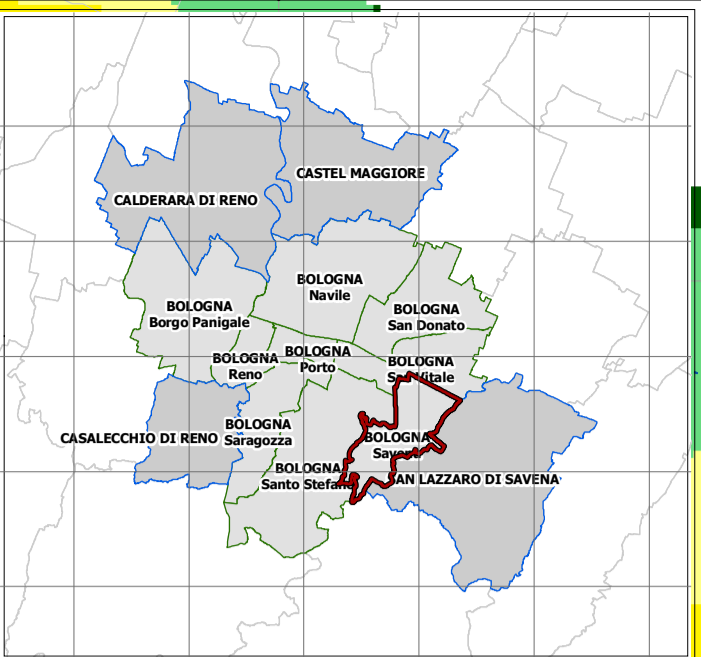 CASTEL MAGGIORE
CALDERARA DI RENO
BOLOGNA
Navile
BOLOGNA
Borgo Panigale
BOLOGNA
San Donato
BOLOGNA
Porto
BOLOGNA
Reno
BOLOGNA
San Vitale
BOLOGNA
Saragozza
CASALECCHIO DI RENO
BOLOGNA
Savena
BOLOGNA
Santo Stefano
SAN LAZZARO DI SAVENA